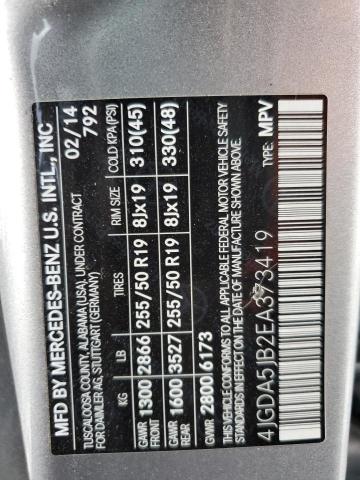 MFD BY MERCEDES-BENZ U.S. INTL., INC
TUSCALOOSA COUNTY, ALABAMA (USA), UNDER CONTRACT
FOR DAIMLER AG, STUTTGART (GERMANY)
02/14
792
KG LB TIRES RIM SIZE COLD KPA (PSI)
GAWR FRONT 1300 2866 255/50 R19 8Jx19 310(45)
GAWR REAR 1600 3527 255/50 R19 8Jx19 330(48)
GVWR 2800 6173
THIS VEHICLE CONFORMS TO ALL APPLICABLE FEDERAL MOTOR VEHICLE SAFETY
STANDARDS IN EFFECT ON THE DATE OF MANUFACTURE SHOWN ABOVE.
4JGDA5JB2EA373419 TYPE: MPV